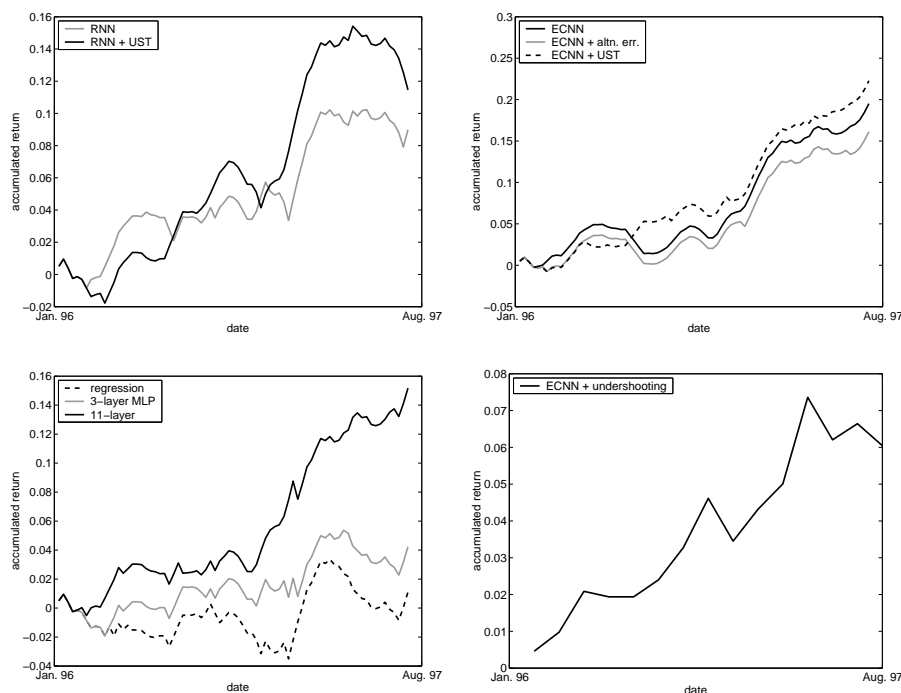 RNN
RNN + UST
0.16
0.14
0.12
0.1
0.08
0.06
0.04
0.02
0
−0.02
accumulated return
Jan. 96
Aug. 97
date
ECNN
ECNN + altn. err.
ECNN + UST
0.3
0.25
0.2
0.15
0.1
0.05
0
−0.05
accumulated return
Jan. 96
Aug. 97
date
regression
3−layer MLP
11−layer
0.16
0.14
0.12
0.1
0.08
0.06
0.04
0.02
0
−0.02
−0.04
accumulated return
Jan. 96
Aug. 97
date
ECNN + undershooting
0.08
0.07
0.06
0.05
0.04
0.03
0.02
0.01
0
accumulated return
Jan. 96
Aug. 97
date